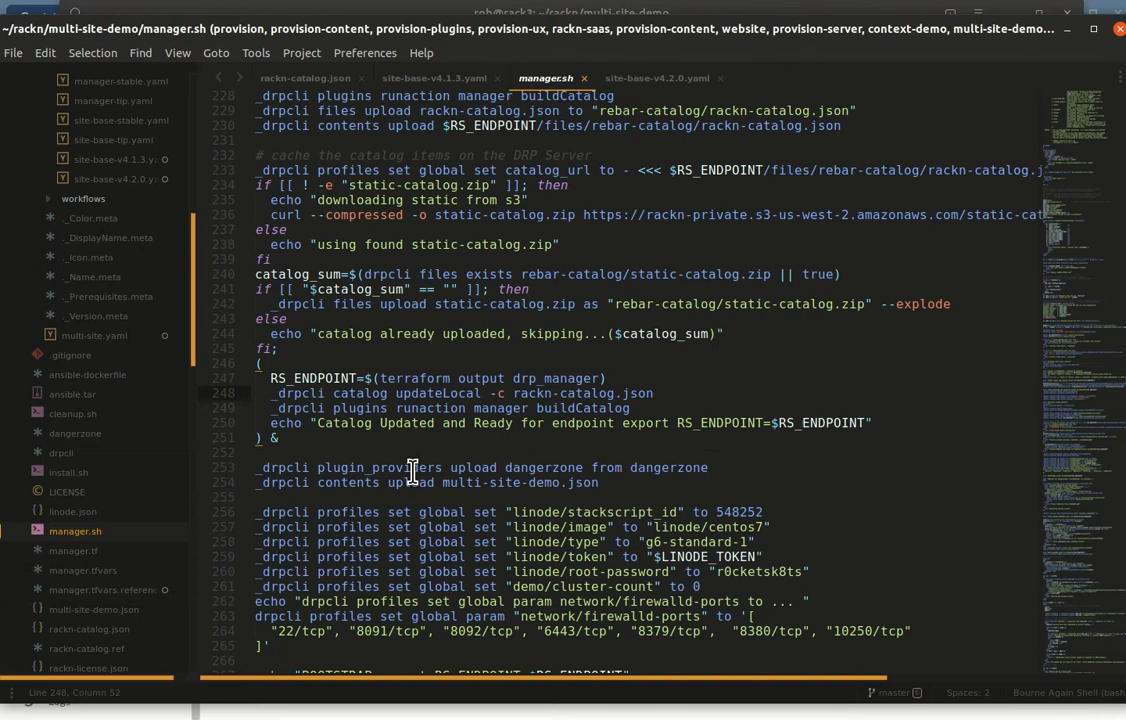 rob@rack3: ~/rackn/multi-site-demo
~/rackn/multi-site-demo/manager.sh (provision, provision-content, provision-plugins, provision-ux, rackn-saas, provision-content, website, provision-server, context-demo, multi-site-demo...
File Edit Selection Find View Goto Tools Project Preferences Help
rackn-catalog.json × site-base-v4.1.3.yaml × manager.sh × site-base-v4.2.0.yaml ×
manager-stable.yaml
manager-tip.yaml
site-base-stable.yaml
site-base-tip.yaml
site-base-v4.1.3.y
site-base-v4.2.0.y
workflows
._Color.meta
._DisplayName.meta
._Icon.meta
._Name.meta
._Prerequisites.meta
._Version.meta
multi-site.yaml
.gitignore
ansible-dockerfile
ansible.tar
cleanup.sh
dangerzone
drpcli
install.sh
LICENSE
linode.json
manager.sh
manager.tf
manager.tfvars
manager.tfvars.referenc
multi-site-demo.json
rackn-catalog.json
rackn-catalog.ref
rackn-license.json
228 _drpcli plugins runaction manager buildCatalog
229 _drpcli files upload rackn-catalog.json to "rebar-catalog/rackn-catalog.json"
230 _drpcli contents upload $RS_ENDPOINT/files/rebar-catalog/rackn-catalog.json
231
232 # cache the catalog items on the DRP Server
233 _drpcli profiles set global set catalog_url to - <<< $RS_ENDPOINT/files/rebar-catalog/rackn-catalog.j
234 if [[ ! -e "static-catalog.zip" ]]; then
235 echo "downloading static from s3"
236 curl --compressed -o static-catalog.zip https://rackn-private.s3-us-west-2.amazonaws.com/static-cat
237 else
238 echo "using found static-catalog.zip"
239 fi
240 catalog_sum=$(drpcli files exists rebar-catalog/static-catalog.zip || true)
241 if [[ "$catalog_sum" == "" ]]; then
242 _drpcli files upload static-catalog.zip as "rebar-catalog/static-catalog.zip" --explode
243 else
244 echo "catalog already uploaded, skipping...($catalog_sum)"
245 fi;
246 (
247 RS_ENDPOINT=$(terraform output drp_manager)
248 _drpcli catalog updateLocal -c rackn-catalog.json
249 _drpcli plugins runaction manager buildCatalog
250 echo "Catalog Updated and Ready for endpoint export RS_ENDPOINT=$RS_ENDPOINT"
251 ) &
252
253 _drpcli plugin_providers upload dangerzone from dangerzone
254 _drpcli contents upload multi-site-demo.json
255
256 _drpcli profiles set global set "linode/stackscript_id" to 548252
257 _drpcli profiles set global set "linode/image" to "linode/centos7"
258 _drpcli profiles set global set "linode/type" to "g6-standard-1"
259 _drpcli profiles set global set "linode/token" to "$LINODE_TOKEN"
260 _drpcli profiles set global set "linode/root-password" to "r0cketsk8ts"
261 _drpcli profiles set global set "demo/cluster-count" to 0
262 echo "drpcli profiles set global param network/firewalld-ports to ... "
263 drpcli profiles set global param "network/firewalld-ports" to '[
264 "22/tcp", "8091/tcp", "8092/tcp", "6443/tcp", "8379/tcp", "8380/tcp", "10250/tcp"
265 ]'
266
Line 248, Column 52
master 6
Spaces: 2
Bourne Again Shell (bash